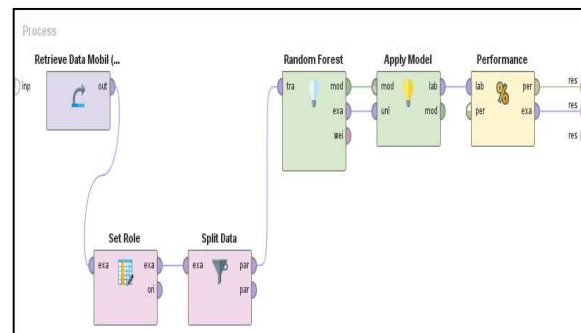 Process
Retrieve Data Mobil (...
inp
out
Set Role
exa
exa
ori
Split Data
exa
par
par
Random Forest
tra
mod
exa
wei
Apply Model
mod
lab
unl
mod
Performance
lab
per
per
exa
res
res
res